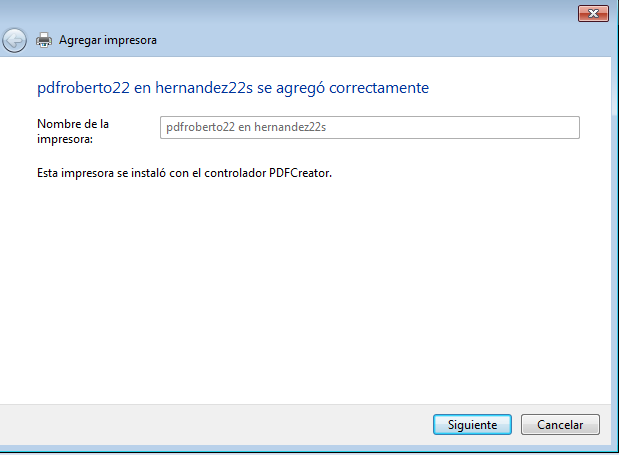 Agregar impresora
pdfroberto22 en hernandez22s se agregó correctamente
Nombre de la
impresora:
pdfroberto22 en hernandez22s
Esta impresora se instaló con el controlador PDFCreator.
Siguiente
Cancelar